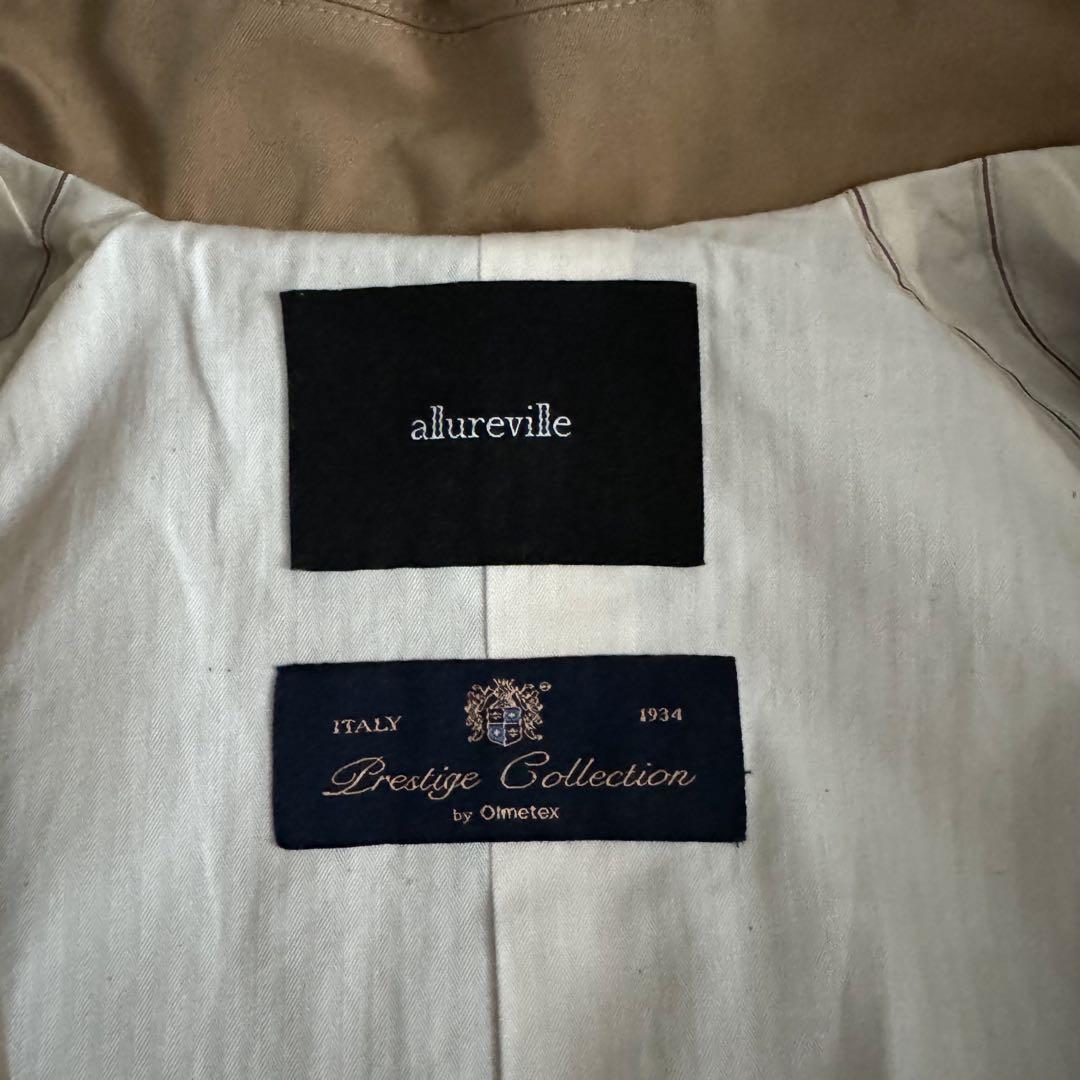 allureville
ITALY 1934
Prestige Collection
by Olmetex